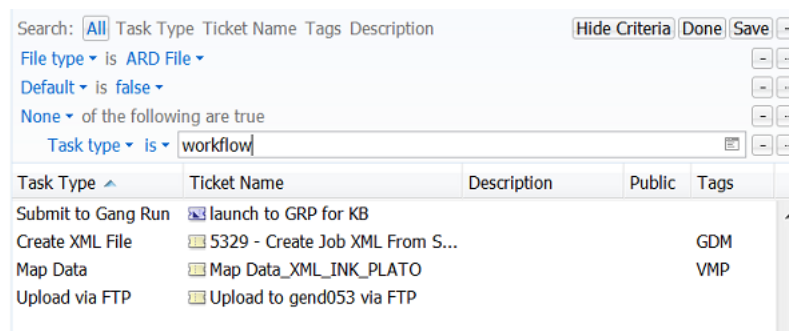 Search: All Task Type Ticket Name Tags Description Hide Criteria Done Save
File type is ARD File
Default is false
None of the following are true
Task type is workflow
Task Type Ticket Name Description Public Tags
Submit to Gang Run launch to GRP for KB
Create XML File 5329 - Create Job XML From S...  GDM
Map Data Map Data_XML_INK_PLATO VMP
Upload via FTP Upload to gend053 via FTP